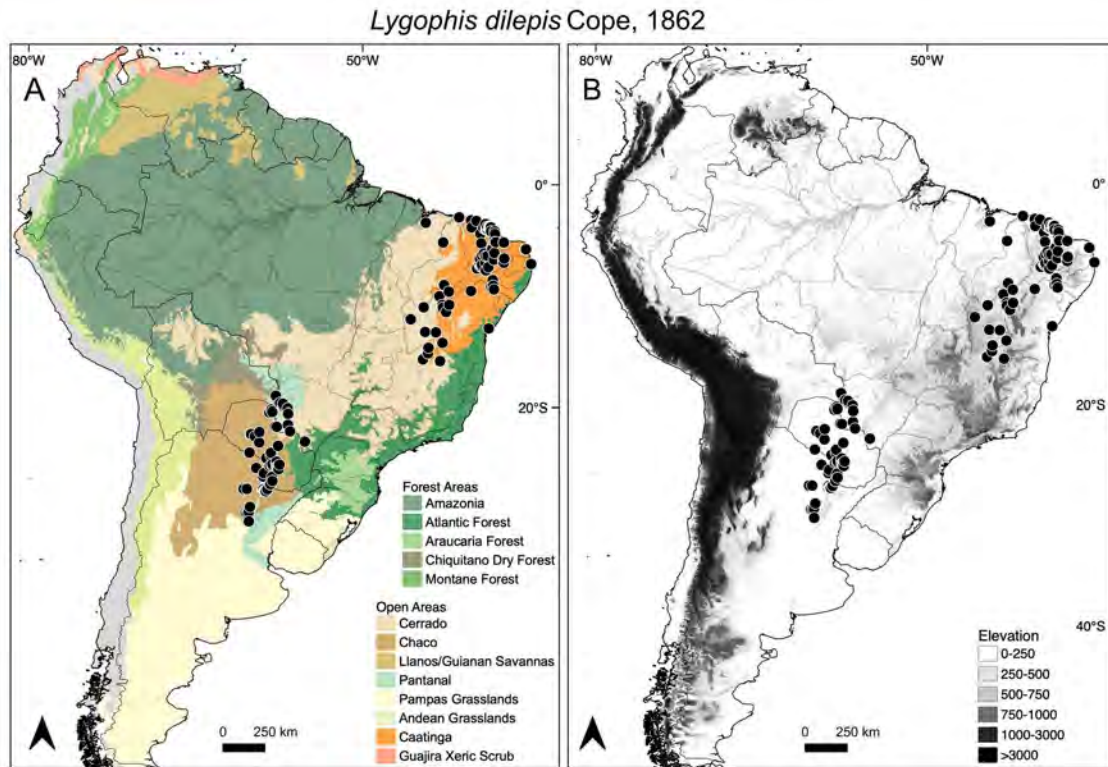 Lygophis dilepis Cope, 1862
80°W
50°W
A
0°
20°S
40°S
Forest Areas
Amazonia
Atlantic Forest
Araucaria Forest
Chiquitano Dry Forest
Montane Forest
Open Areas
Cerrado
Chaco
Llanos/Guianan Savannas
Pantanal
Pampas Grasslands
Andean Grasslands
Caatinga
Guajira Xeric Scrub
0 250 km
80°W
50°W
B
0°
20°S
40°S
Elevation
0-250
250-500
500-750
750-1000
1000-3000
>3000
0 250 km